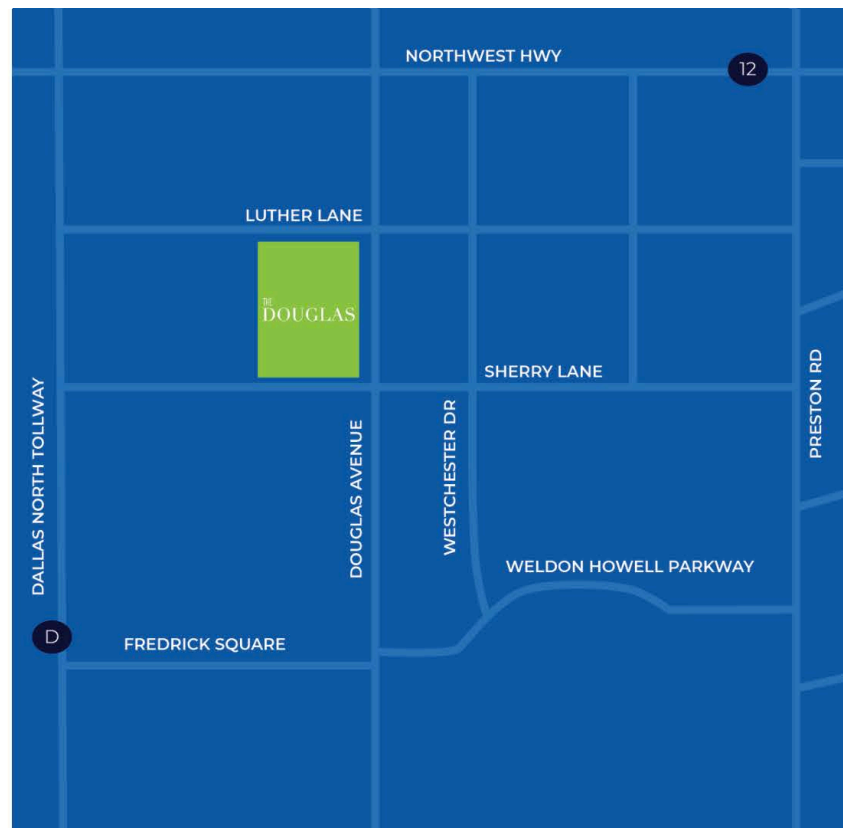 NORTHWEST HWY
12
LUTHER LANE
THE
DOUGLAS
SHERRY LANE
PRESTON RD
DALLAS NORTH TOLLWAY
DOUGLAS AVENUE
WESTCHESTER DR
WELDON HOWELL PARKWAY
D
FREDRICK SQUARE